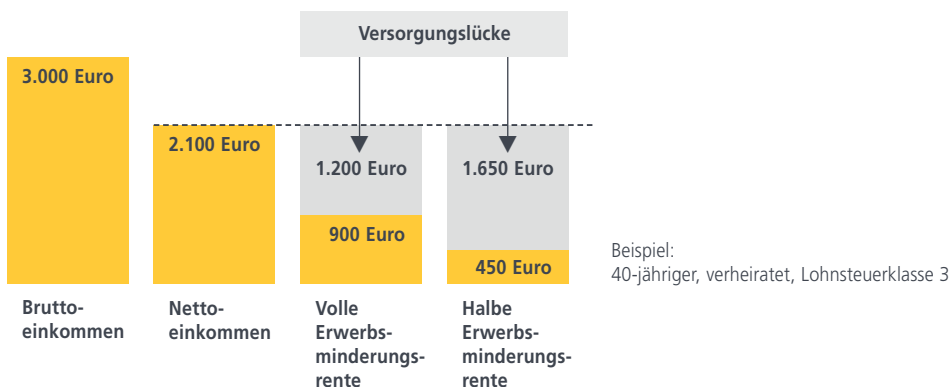 Versorgungslücke
3.000 Euro
2.100 Euro
1.200 Euro
1.650 Euro
900 Euro
450 Euro
Beispiel:
40-jähriger, verheiratet, Lohnsteuerklasse 3
Brutto-
einkommen
Netto-
einkommen
Volle
Erwerbs-
minderungs-
rente
Halbe
Erwerbs-
minderungs-
rente